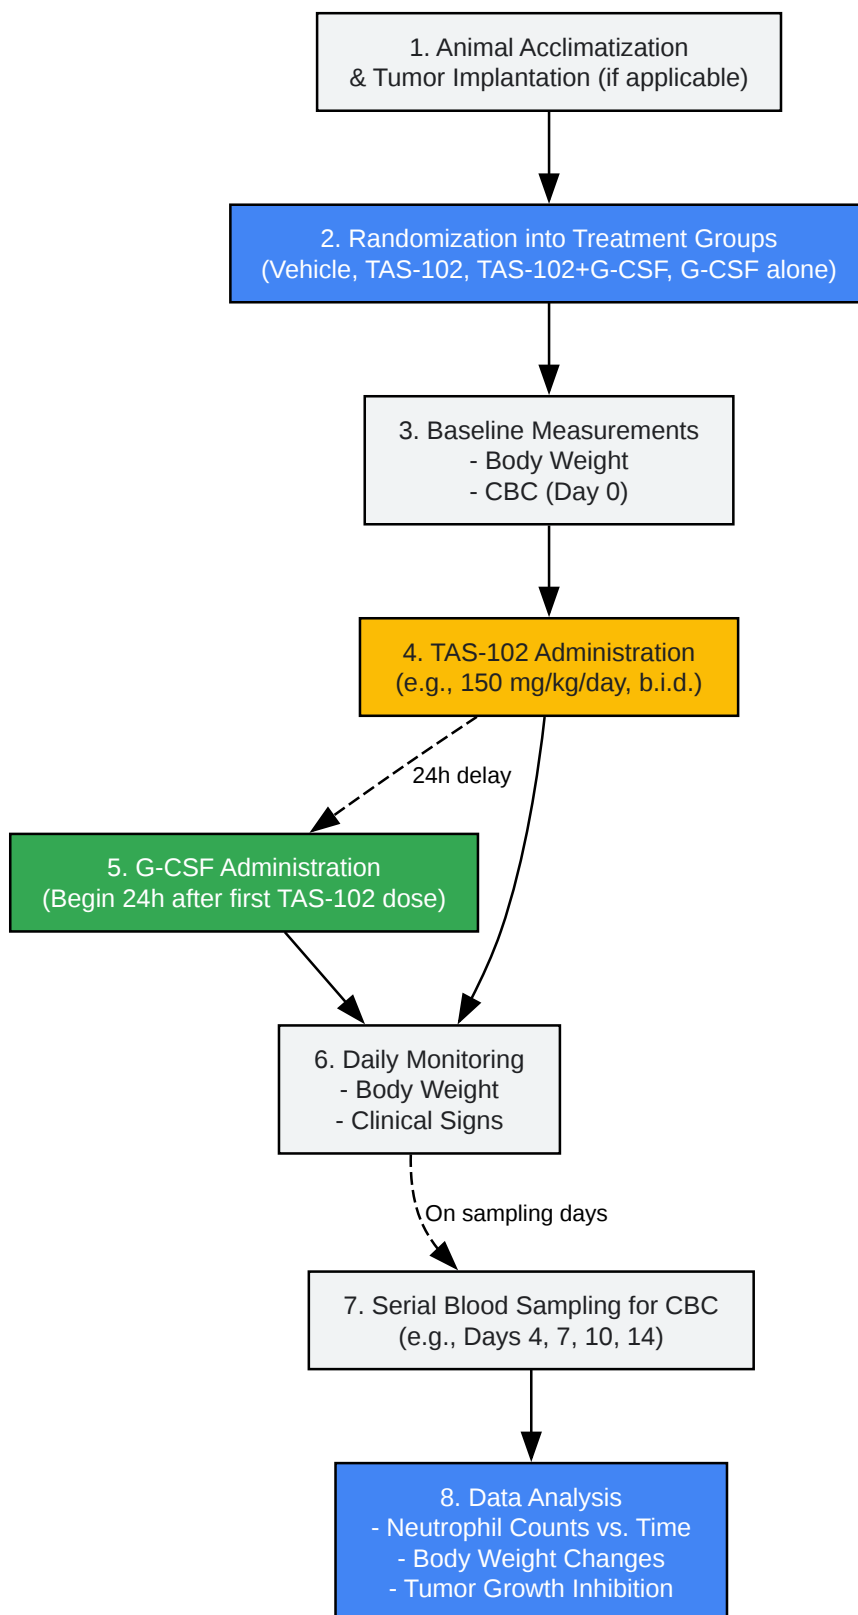 1. Animal Acclimatization
& Tumor Implantation (if applicable)
2. Randomization into Treatment Groups
(Vehicle, TAS-102, TAS-102+G-CSF, G-CSF alone)
3. Baseline Measurements
- Body Weight
- CBC (Day 0)
4. TAS-102 Administration
(e.g., 150 mg/kg/day, b.i.d.)
24h delay
5. G-CSF Administration
(Begin 24h after first TAS-102 dose)
6. Daily Monitoring
- Body Weight
- Clinical Signs
On sampling days
7. Serial Blood Sampling for CBC
(e.g., Days 4, 7, 10, 14)
8. Data Analysis
- Neutrophil Counts vs. Time
- Body Weight Changes
- Tumor Growth Inhibition